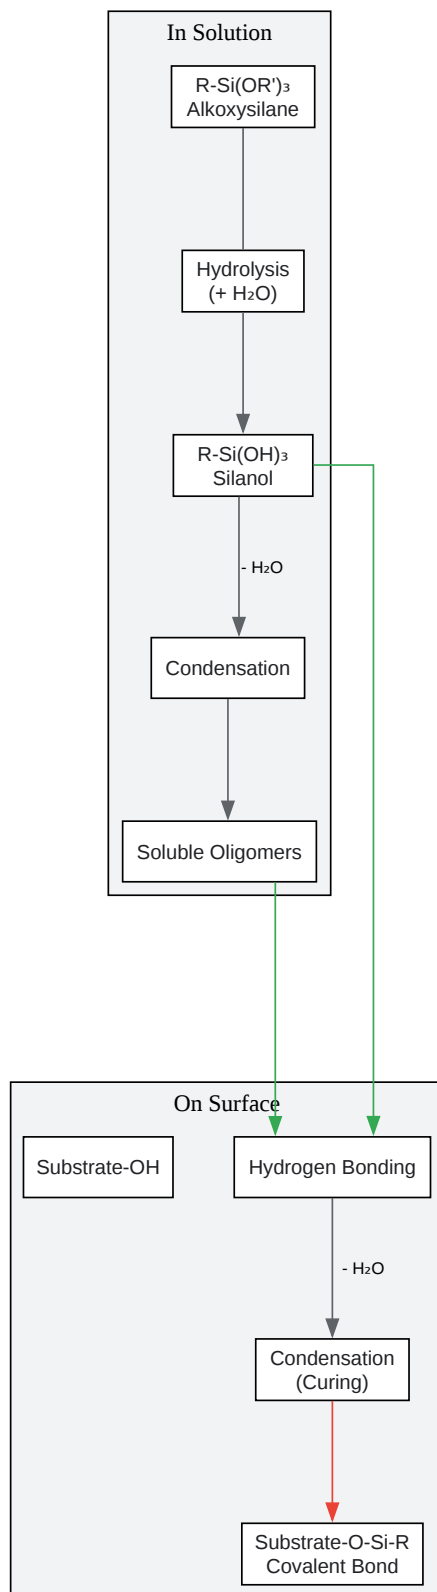 In Solution
R-Si(OR')₃
Alkoxysilane
Hydrolysis
(+ H₂O)
R-Si(OH)₃
Silanol
- H₂O
Condensation
Soluble Oligomers
On Surface
Substrate-OH
Hydrogen Bonding
- H₂O
Condensation
(Curing)
Substrate-O-Si-R
Covalent Bond